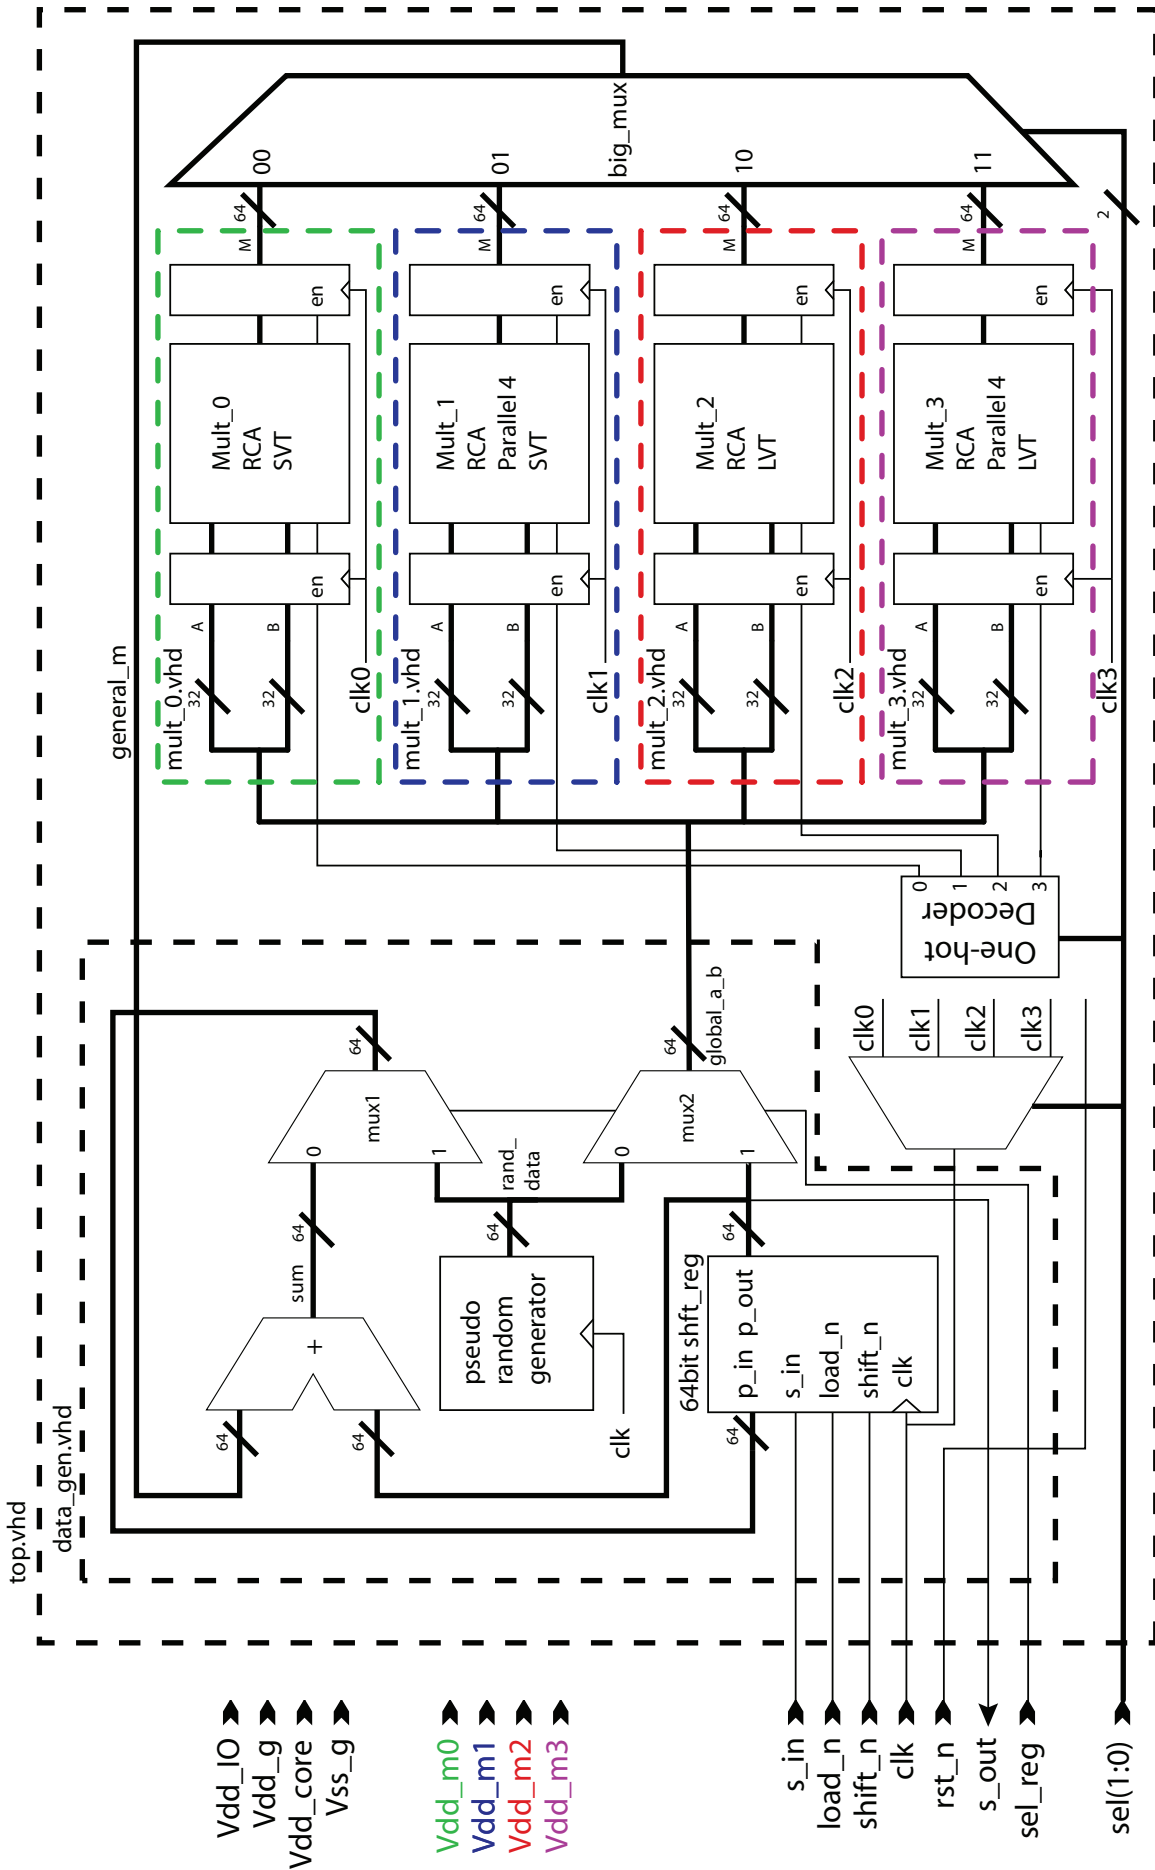 top.vhd
data_gen.vhd
general_m
sum
+
64
64
64
64
mux1
0
1
pseudo
random
generator
clk
64
rand_
data
mux2
0
1
64
global_a_b
64bit shft_reg
p_in p_out
s_in
load_n
shift_n
clk
64
64
clk0
clk1
clk2
clk3
One-hot
Decoder
0
1
2
3
mult_0.vhd
32
32
A
B
en
Mult_0
RCA
SVT
en
M
64
clk0
mult_1.vhd
32
32
A
B
en
Mult_1
RCA
Parallel 4
SVT
en
M
64
clk1
mult_2.vhd
32
32
A
B
en
Mult_2
RCA
LVT
en
M
64
clk2
mult_3.vhd
32
32
A
B
en
Mult_3
RCA
Parallel 4
LVT
en
M
64
clk3
00
01
10
11
big_mux
2
Vdd_IO
Vdd_g
Vdd_core
Vss_g
Vdd_m0
Vdd_m1
Vdd_m2
Vdd_m3
s_in
load_n
shift_n
clk
rst_n
s_out
sel_reg
sel(1:0)